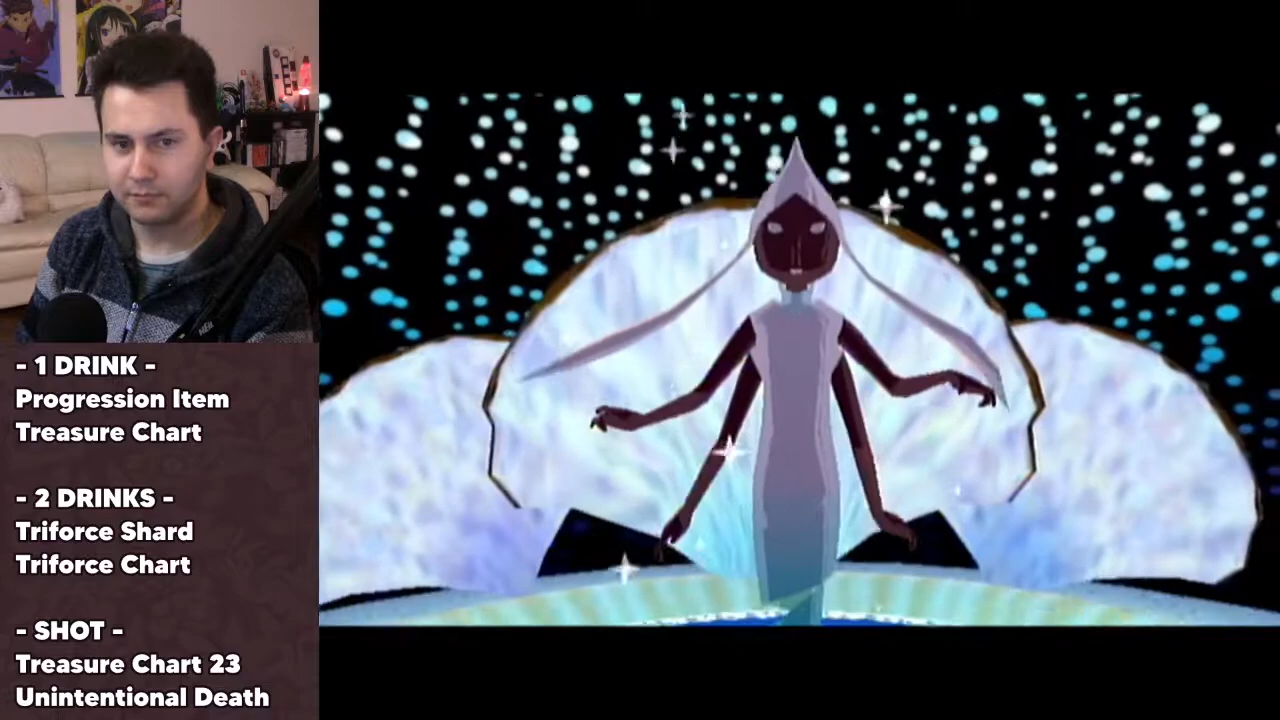 - 1 DRINK -
Progression Item
Treasure Chart
- 2 DRINKS -
Triforce Shard
Triforce Chart
- SHOT -
Treasure Chart 23
Unintentional Death